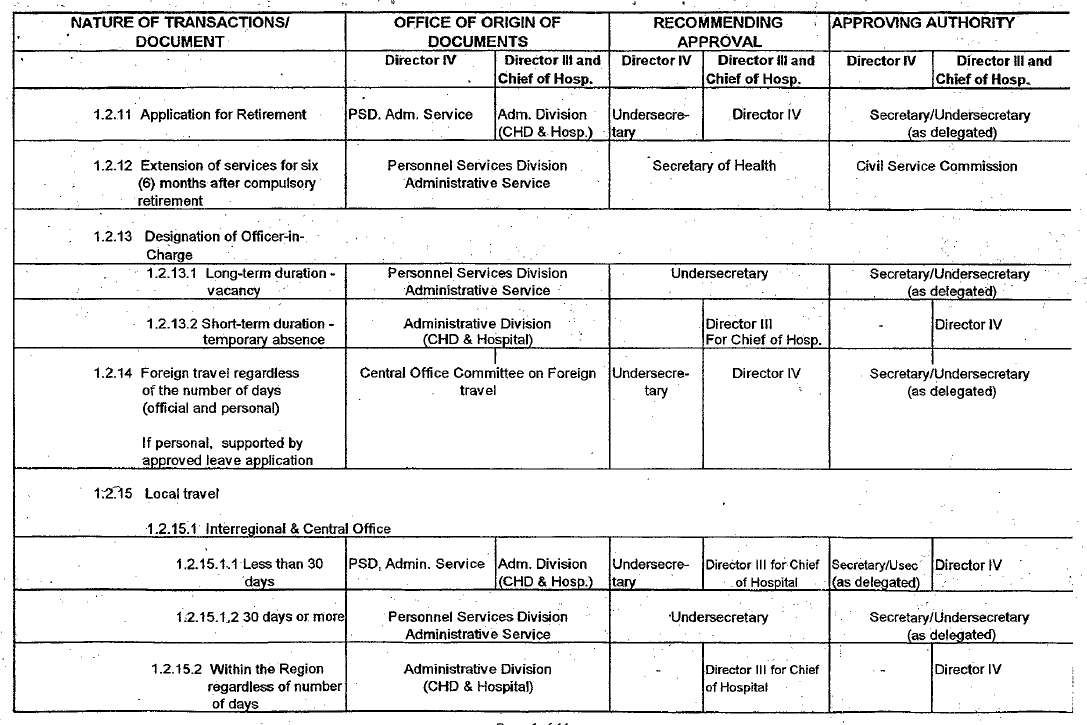 NATURE OF TRANSACTIONS/ DOCUMENT
OFFICE OF ORIGIN OF DOCUMENTS
RECOMMENDING APPROVAL
APPROVING AUTHORITY
Director IV
Director III and Chief of Hosp.
Director IV
Director III and Chief of Hosp.
Director IV
Director III and Chief of Hosp.
1.2.11 Application for Retirement
PSD, Adm. Service
Adm. Division (CHD & Hosp.)
Undersecre-tary
Director IV
Secretary/Undersecretary (as delegated)
1.2.12 Extension of services for six
(6) months after compulsory
retirement
Personnel Services Division
Administrative Service
Secretary of Health
Civil Service Commission
1.2.13 Designation of Officer-in-
Charge
1.2.13.1 Long-term duration -
vacancy
Personnel Services Division
Administrative Service
Undersecretary
Secretary/Undersecretary
(as delegated)
1.2.13.2 Short-term duration -
temporary absence
Administrative Division
(CHD & Hospital)
Director III
For Chief of Hosp.
-
Director IV
1.2.14 Foreign travel regardless
of the number of days
(official and personal)
If personal, supported by
approved leave application
Central Office Committee on Foreign
travel
Undersecre-
tary
Director IV
Secretary/Undersecretary
(as delegated)
1.2.15 Local travel
1.2.15.1 Interregional & Central Office
1.2.15.1.1 Less than 30
days
PSD, Admin. Service
Adm. Division
(CHD & Hosp.)
Undersecre-
tary
Director III for Chief
of Hospital
Secretary/Usec
(as delegated)
Director IV
1.2.15.1.2 30 days or more
Personnel Services Division
Administrative Service
Undersecretary
Secretary/Undersecretary
(as delegated)
1.2.15.2 Within the Region
regardless of number
of days
Administrative Division
(CHD & Hospital)
-
Director III for Chief
of Hospital
-
Director IV